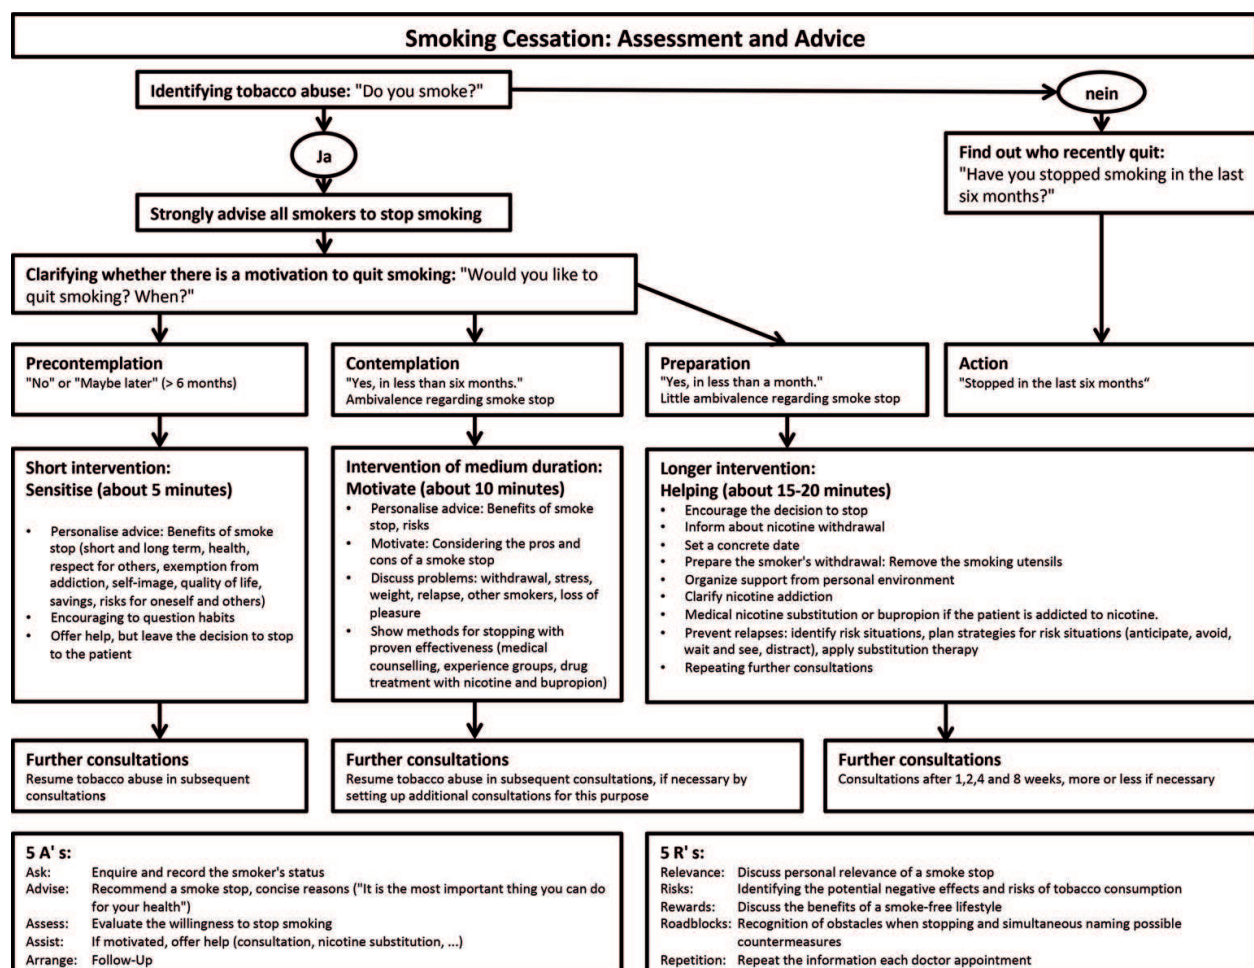 Smoking Cessation: Assessment and Advice
Identifying tobacco abuse: "Do you smoke?"
nein
Ja
Find out who recently quit:
"Have you stopped smoking in the last
six months?"
Strongly advise all smokers to stop smoking
Clarifying whether there is a motivation to quit smoking: "Would you like to
quit smoking? When?"
Precontemplation
"No" or "Maybe later" (> 6 months)
Contemplation
"Yes, in less than six months."
Ambivalence regarding smoke stop
Preparation
"Yes, in less than a month."
Little ambivalence regarding smoke stop
Action
"Stopped in the last six months“
Short intervention:
Sensitise (about 5 minutes)
• Personalise advice: Benefits of smoke
stop (short and long term, health,
respect for others, exemption from
addiction, self-image, quality of life,
savings, risks for oneself and others)
• Encouraging to question habits
• Offer help, but leave the decision to stop
to the patient
Intervention of medium duration:
Motivate (about 10 minutes)
• Personalise advice: Benefits of smoke
stop, risks
• Motivate: Considering the pros and
cons of a smoke stop
• Discuss problems: withdrawal, stress,
weight, relapse, other smokers, loss of
pleasure
• Show methods for stopping with
proven effectiveness (medical
counselling, experience groups, drug
treatment with nicotine and bupropion)
Longer intervention:
Helping (about 15-20 minutes)
• Encourage the decision to stop
• Inform about nicotine withdrawal
• Set a concrete date
• Prepare the smoker's withdrawal: Remove the smoking utensils
• Organize support from personal environment
• Clarify nicotine addiction
• Medical nicotine substitution or bupropion if the patient is addicted to nicotine.
• Prevent relapses: identify risk situations, plan strategies for risk situations (anticipate, avoid,
wait and see, distract), apply substitution therapy
• Repeating further consultations
Further consultations
Resume tobacco abuse in subsequent
consultations
Further consultations
Resume tobacco abuse in subsequent consultations, if necessary by
setting up additional consultations for this purpose
Further consultations
Consultations after 1,2,4 and 8 weeks, more or less if necessary
5 A' s:
Ask: Enquire and record the smoker's status
Advise: Recommend a smoke stop, concise reasons ("It is the most important thing you can do
for your health")
Assess: Evaluate the willingness to stop smoking
Assist: If motivated, offer help (consultation, nicotine substitution, ...)
Arrange: Follow-Up
5 R' s:
Relevance: Discuss personal relevance of a smoke stop
Risks: Identifying the potential negative effects and risks of tobacco consumption
Rewards: Discuss the benefits of a smoke-free lifestyle
Roadblocks: Recognition of obstacles when stopping and simultaneous naming possible
countermeasures
Repetition: Repeat the information each doctor appointment